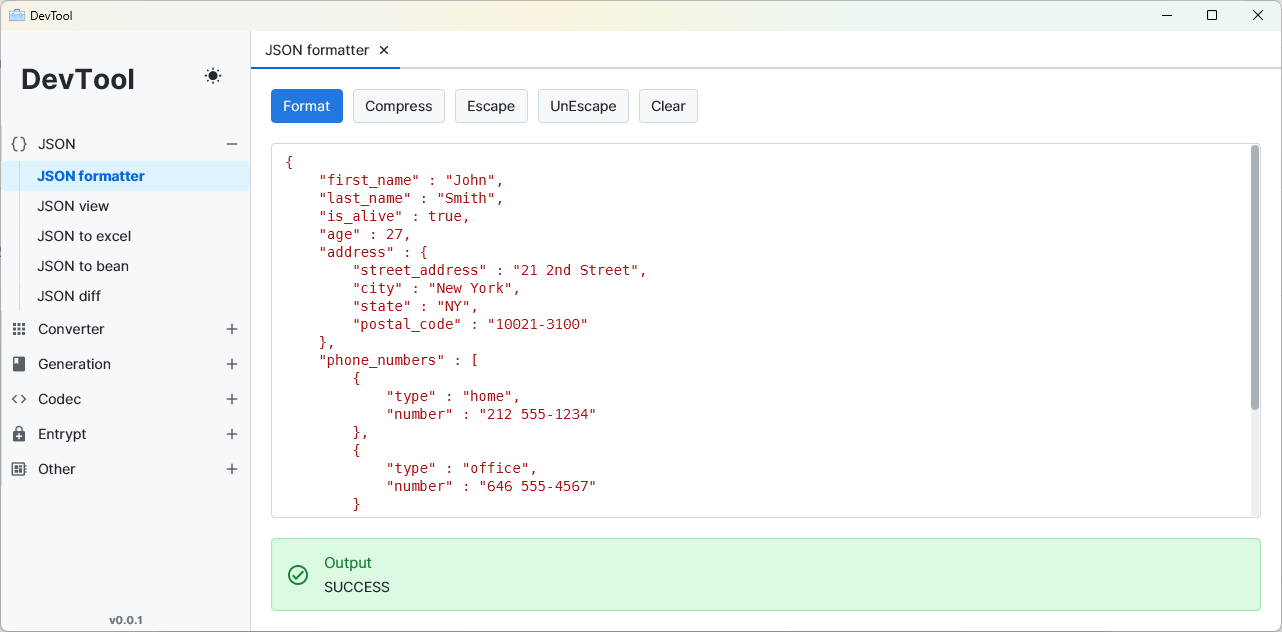 DevTool
DevTool
JSON
JSON formatter
JSON view
JSON to excel
JSON to bean
JSON diff
Converter
Generation
Codec
Entrypt
Other
v0.0.1
JSON formatter
Format Compress Escape UnEscape Clear
{
    "first_name" : "John",
    "last_name" : "Smith",
    "is_alive" : true,
    "age" : 27,
    "address" : {
        "street_address" : "21 2nd Street",
        "city" : "New York",
        "state" : "NY",
        "postal_code" : "10021-3100"
    },
    "phone_numbers" : [
        {
            "type" : "home",
            "number" : "212 555-1234"
        },
        {
            "type" : "office",
            "number" : "646 555-4567"
        }
Output
SUCCESS